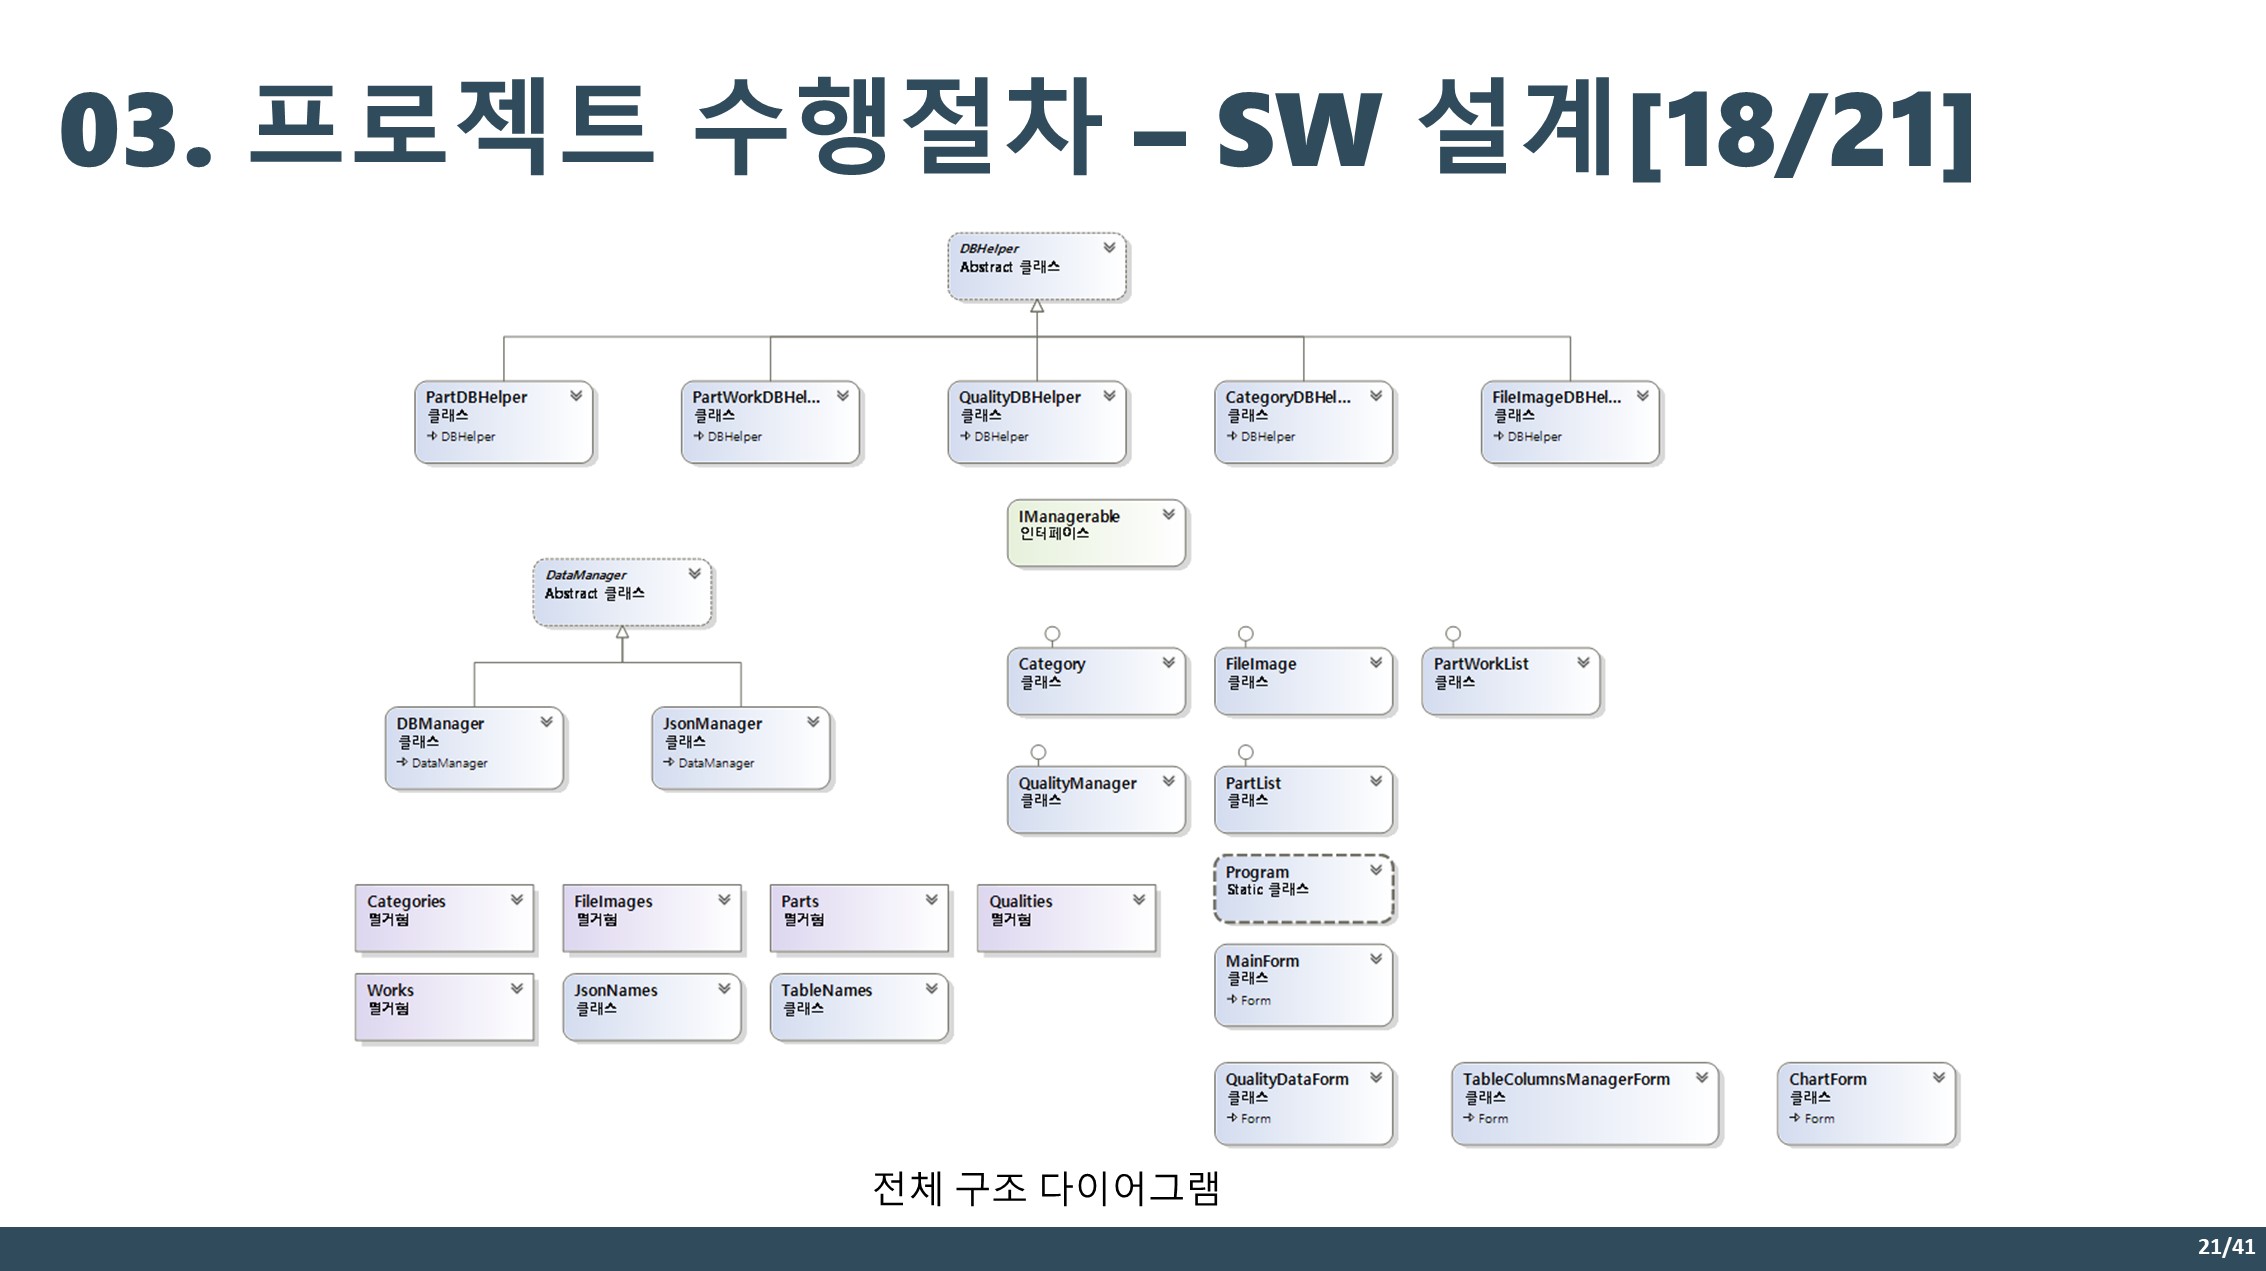 03. 프로젝트 수행절차 – SW 설계[18/21]
DBHelper
Abstract 클래스
PartDBHelper
클래스
DBHelper
PartWorkDBHel...
클래스
DBHelper
QualityDBHelper
클래스
DBHelper
CategoryDBHel...
클래스
DBHelper
FileImageDBHel...
클래스
DBHelper
IManagerable
인터페이스
DataManager
Abstract 클래스
DBManager
클래스
DataManager
JsonManager
클래스
DataManager
Category
클래스
FileImage
클래스
PartWorkList
클래스
QualityManager
클래스
PartList
클래스
Program
Static 클래스
MainForm
클래스
Form
Categories
열거형
FileImages
열거형
Parts
열거형
Qualities
열거형
Works
열거형
JsonNames
클래스
TableNames
클래스
QualityDataForm
클래스
Form
TableColumnsManagerForm
클래스
Form
ChartForm
클래스
Form
전체 구조 다이어그램
21/41